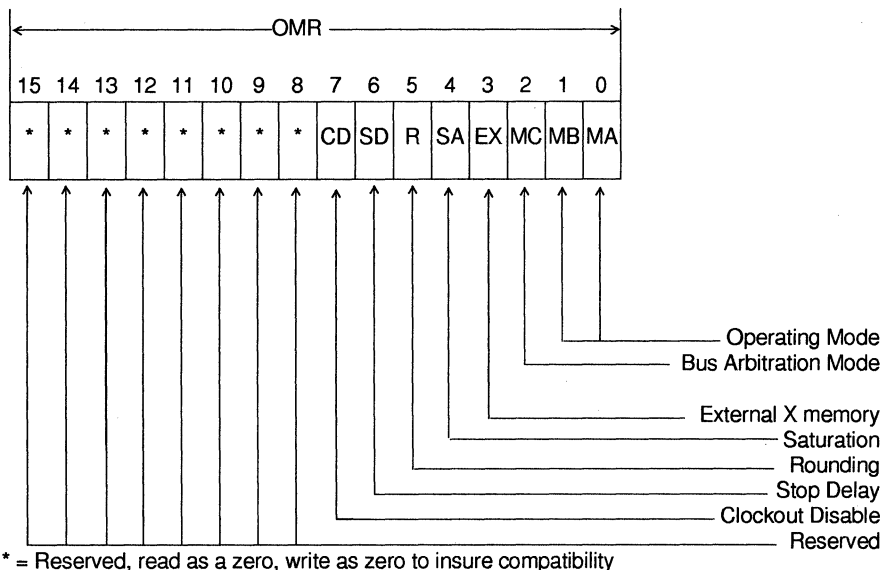 OMR
15 14 13 12 11 10 9 8 7 6 5 4 3 2 1 0
* * * * * * * * CD SD R SA EX MC MB MA
Operating Mode
Bus Arbitration Mode
External X memory
Saturation
Rounding
Stop Delay
Clockout Disable
Reserved
* = Reserved, read as a zero, write as zero to insure compatibility